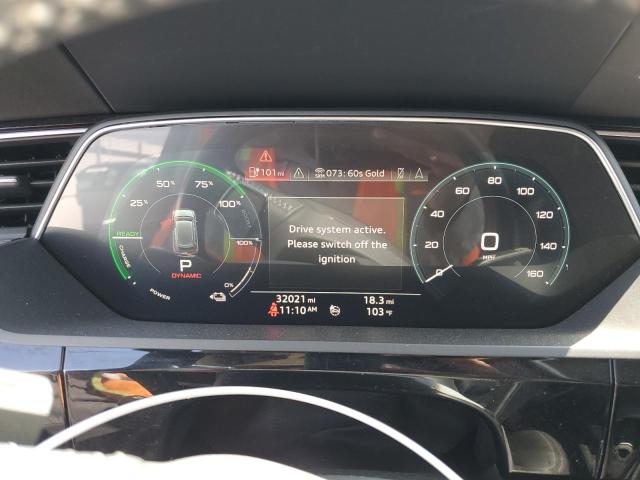 101 mi 073: 60s Gold
50% 75%
25% 100%
READY
CHARGE
P
DYNAMIC
POWER
100%
0%
Drive system active.
Please switch off the
ignition
80 100
60 120
40
20 140
0 160
0
MPH
32021 mi 18.3 mi
11:10 AM 103 °F